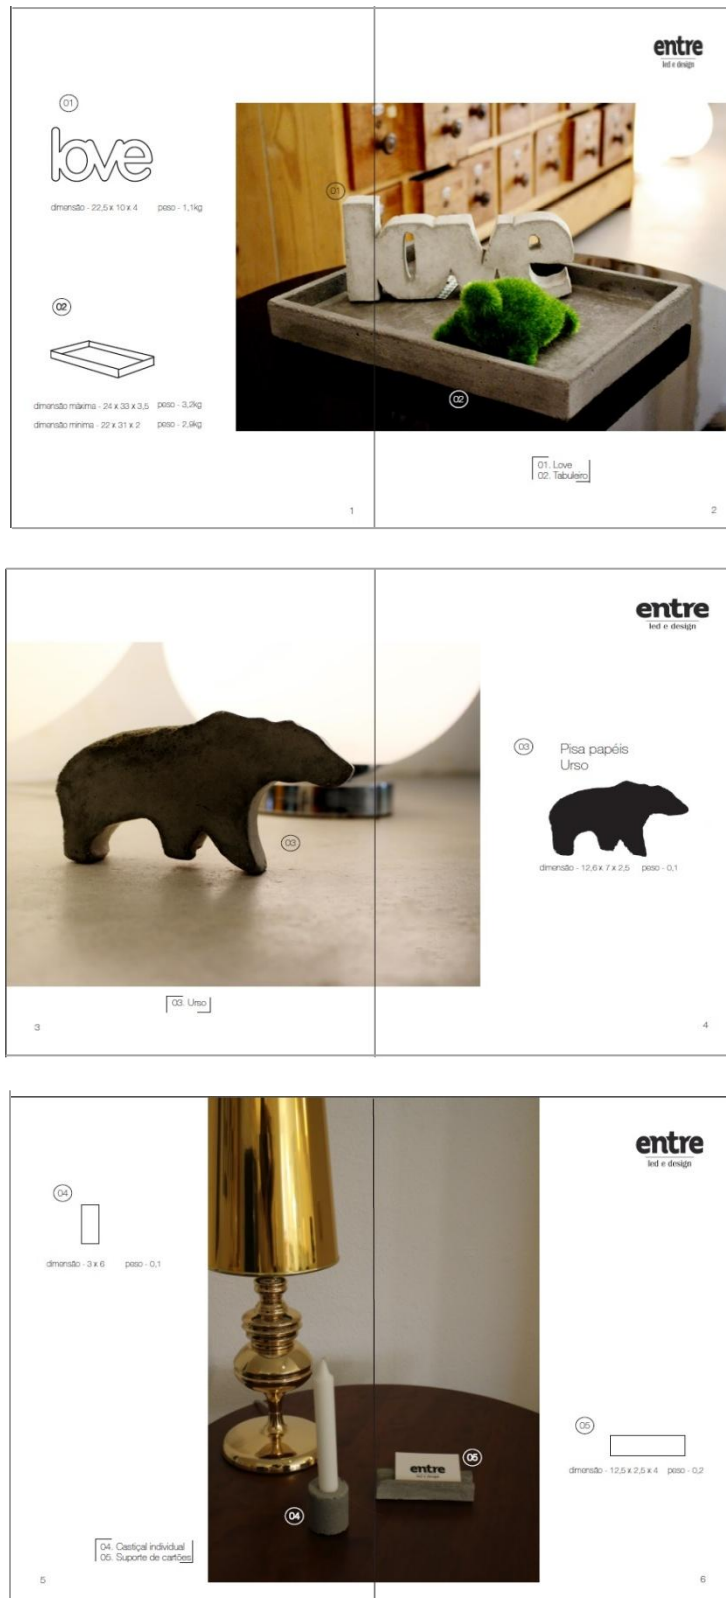 entre
led e design
01
love
dimensão - 22,5 x 10 x 4 peso - 1,1kg
01
love
02
dimensão máxima - 24 x 33 x 3,5 peso - 3,2kg
dimensão minima - 22 x 31 x 2 peso - 2,9kg
02
01. Love
02. Tabuleiro
1
2
entre
led e design
03
Pisa papéis
Urso
03
dimensão - 12,6 x 7 x 2,5 peso - 0,1
03. Urso
3
4
entre
led e design
04
dimensão - 3 x 6 peso - 0,1
05
dimensão - 12,5 x 2,5 x 4 peso - 0,2
05
entre
led e design
04
04. Castiçal individual
05. Suporte de cartões
5
6